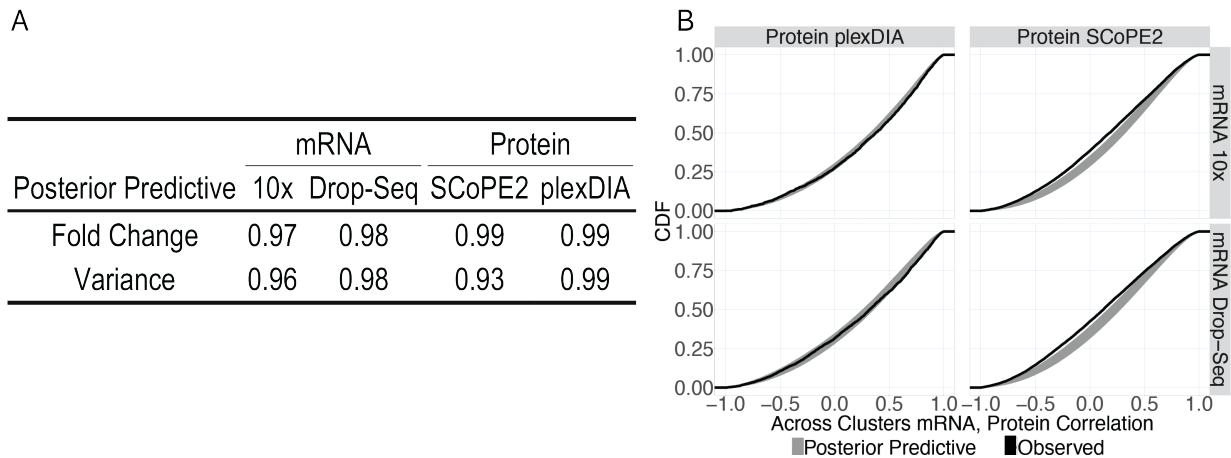 A
mRNA Protein
Posterior Predictive 10x Drop-Seq SCoPE2 plexDIA
Fold Change 0.97 0.98 0.99 0.99
Variance 0.96 0.98 0.93 0.99
B
Protein plexDIA Protein SCoPE2
1.00
0.75
0.50
0.25
0.00
mRNA 10x
CDF
1.00
0.75
0.50
0.25
0.00
mRNA Drop−Seq
−1.0 −0.5 0.0 0.5 1.0 −1.0 −0.5 0.0 0.5 1.0
Across Clusters mRNA, Protein Correlation
Posterior Predictive Observed